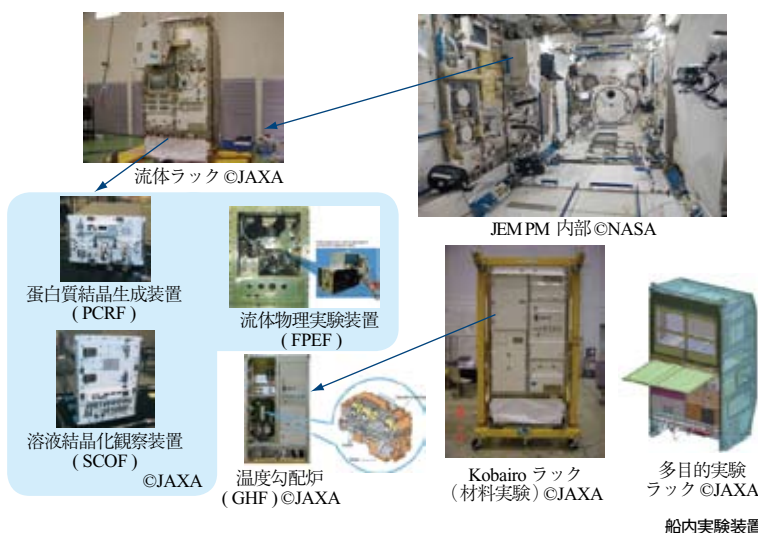 流体ラック ©JAXA
JEM PM 内部 ©NASA
蛋白質結晶生成装置
( PCRF )
流体物理実験装置
( FPEF )
溶液結晶化観察装置
( SCOF )
©JAXA
温度勾配炉
( GHF ) ©JAXA
Kobairo ラック
（材料実験）©JAXA
多目的実験
ラック ©JAXA
船内実験装置